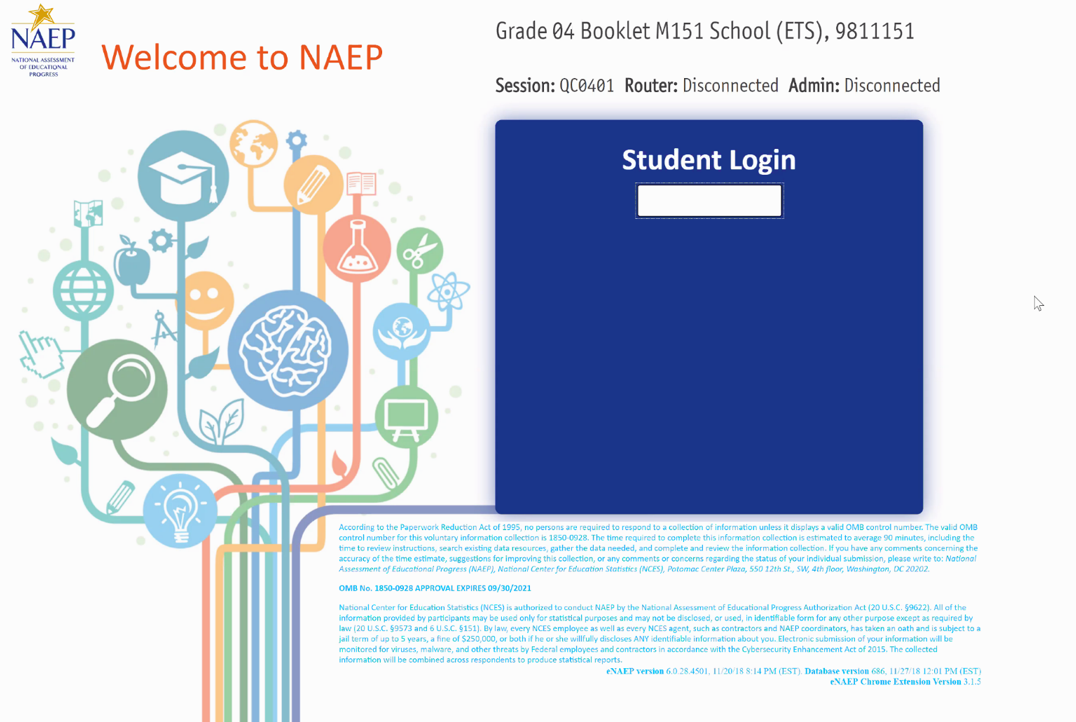 NAEP
NATIONAL ASSESSMENT
OF EDUCATIONAL
PROGRESS
Welcome to NAEP
Grade 04 Booklet M151 School (ETS), 9811151
Session: QC0401 Router: Disconnected Admin: Disconnected
Student Login
According to the Paperwork Reduction Act of 1995, no persons are required to respond to a collection of information unless it displays a valid OMB control number. The valid OMB
control number for this voluntary information collection is 1850-0928. The time required to complete this information collection is estimated to average 90 minutes, including the
time to review instructions, search existing data resources, gather the data needed, and complete and review the information collection. If you have any comments concerning the
accuracy of the time estimate, suggestions for improving this collection, or any comments or concerns regarding the status of your individual submission, please write to: National
Assessment of Educational Progress (NAEP), National Center for Education Statistics (NCES), Potomac Center Plaza, 550 12th St., SW, 4th floor, Washington, DC 20202.
OMB No. 1850-0928 APPROVAL EXPIRES 09/30/2021
National Center for Education Statistics (NCES) is authorized to conduct NAEP by the National Assessment of Educational Progress Authorization Act (20 U.S.C. §9622). All of the
information provided by participants may be used only for statistical purposes and may not be disclosed, or used, in identifiable form for any other purpose except as required by
law (20 U.S.C. §9573 and 6 U.S.C. §151). By law, every NCES employee as well as every NCES agent, such as contractors and NAEP coordinators, has taken an oath and is subject to a
jail term of up to 5 years, a fine of $250,000, or both if he or she willfully discloses ANY identifiable information about you. Electronic submission of your information will be
monitored for viruses, malware, and other threats by Federal employees and contractors in accordance with the Cybersecurity Enhancement Act of 2015. The collected
information will be combined across respondents to produce statistical reports.
eNAEP version 6.0.28.4501, 11/20/18 8:14 PM (EST). Database version 686, 11/27/18 12:01 PM (EST)
eNAEP Chrome Extension Version 3.1.5